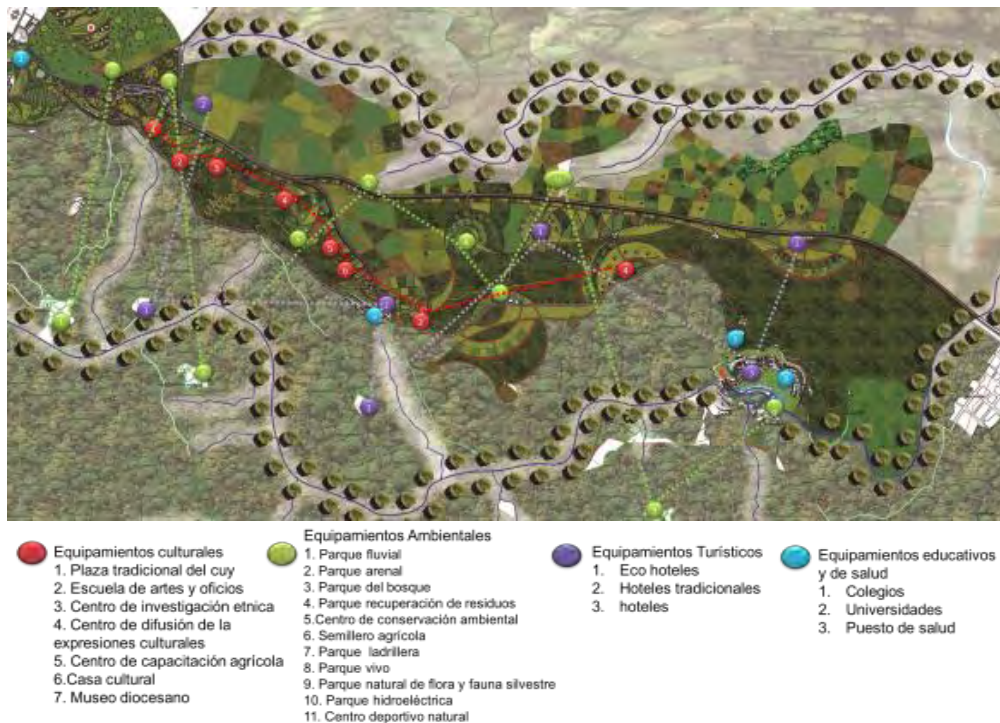 Equipamientos culturales
1. Plaza tradicional del cuy
2. Escuela de artes y oficios
3. Centro de investigación etnica
4. Centro de difusión de la
expresiones culturales
5. Centro de capacitación agrícola
6.Casa cultural
7. Museo diocesano
Equipamientos Ambientales
1. Parque fluvial
2. Parque arenal
3. Parque del bosque
4. Parque recuperación de residuos
5.Centro de conservación ambiental
6. Semillero agrícola
7. Parque ladrillera
8. Parque vivo
9. Parque natural de flora y fauna silvestre
10. Parque hidroeléctrica
11. Centro deportivo natural
Equipamientos Turísticos
1. Eco hoteles
2. Hoteles tradicionales
3. hoteles
Equipamientos educativos
y de salud
1. Colegios
2. Universidades
3. Puesto de salud